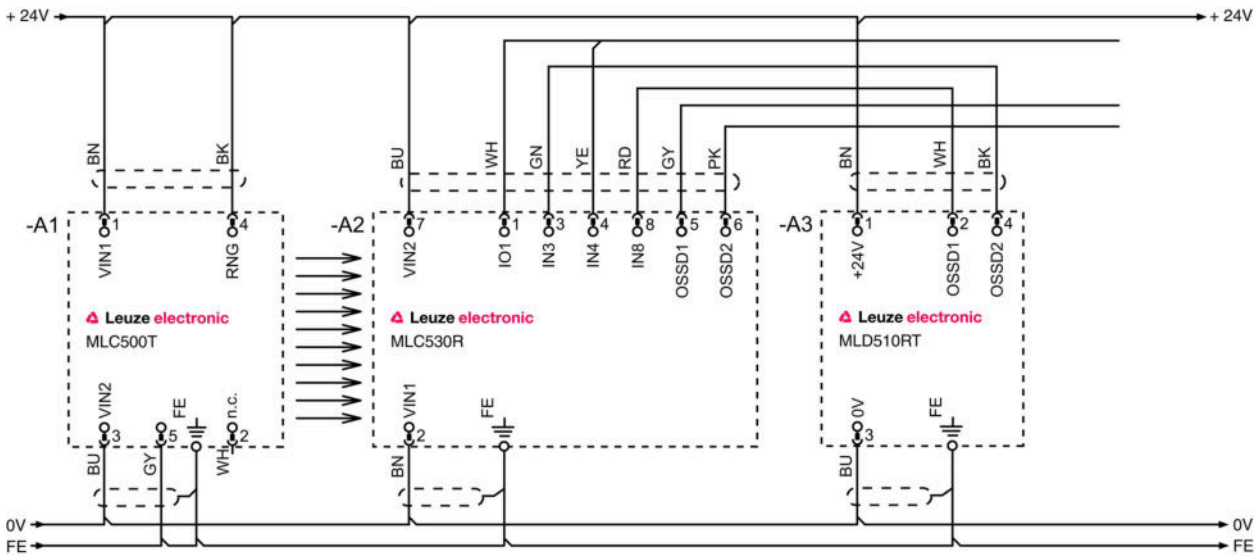 + 24V
+ 24V
BN
BK
BU
WH
GN
YE
RD
GY
PK
BN
WH
BK
-A1
1
4
-A2
7
1
3
4
8
5
6
-A3
1
2
4
VIN1
RNG
VIN2
IO1
IN3
IN4
IN8
OSSD1
OSSD2
+24V
OSSD1
OSSD2
Leuze electronic
Leuze electronic
Leuze electronic
MLC500T
MLC530R
MLD510RT
VIN2
FE
n.c.
VIN1
FE
0V
FE
3
5
2
2
3
BU
GY
WH
BN
BU
0V
0V
FE
FE